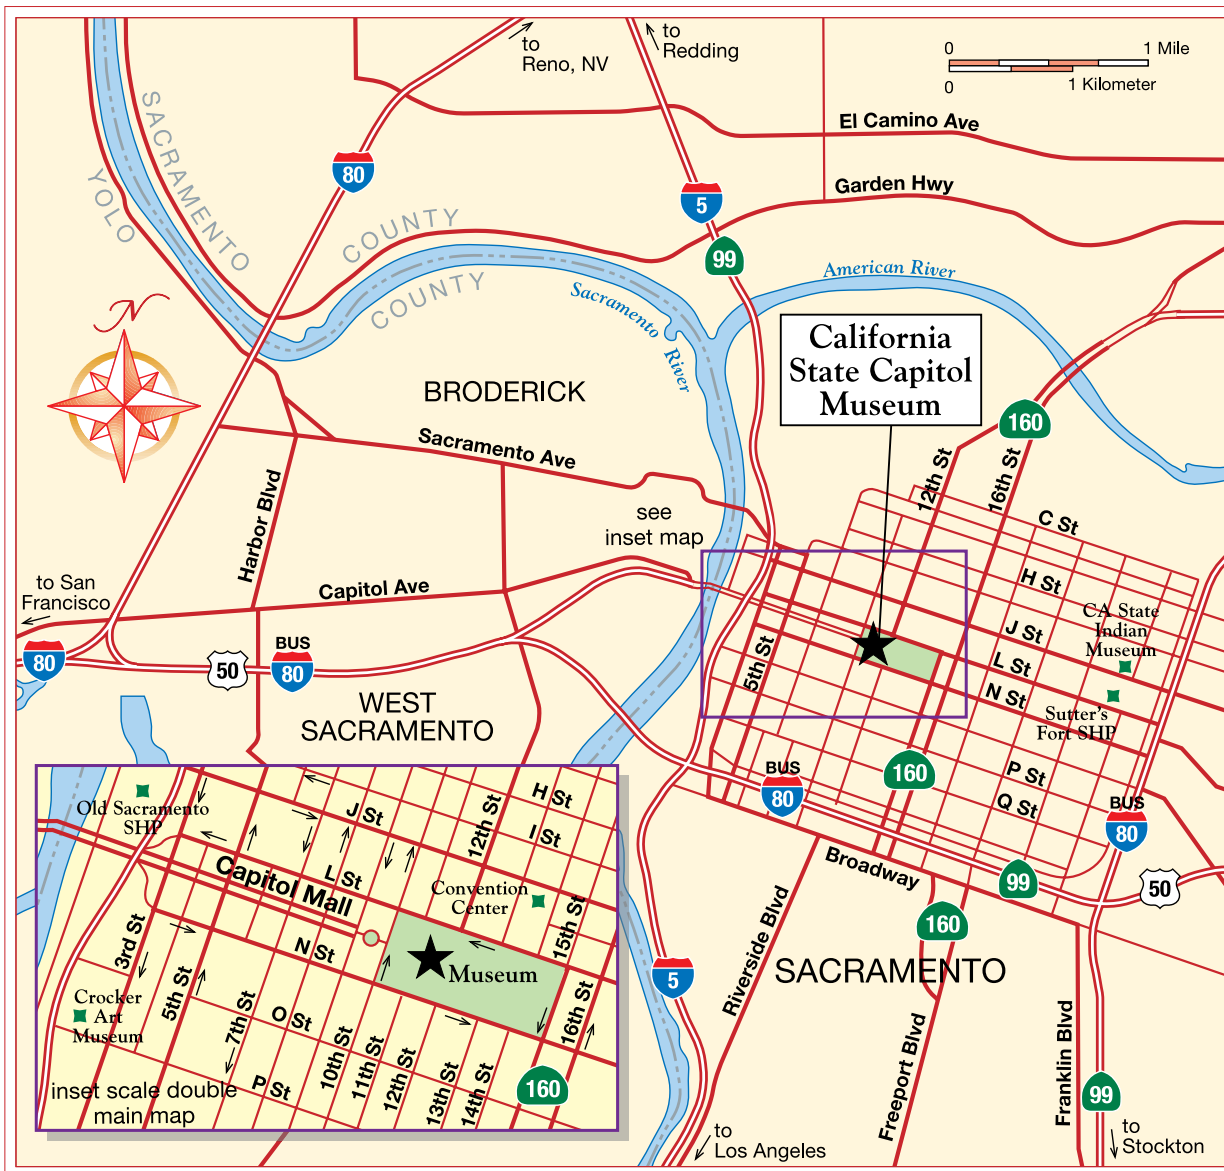 to
Reno, NV
to
Redding
0
1 Mile
0
1 Kilometer
El Camino Ave
Garden Hwy
80
5
99
SACRAMENTO
COUNTY
YOLO
COUNTY
N
American River
Sacramento
River
California
State Capitol
Museum
BRODERICK
Sacramento Ave
160
12th St
16th St
C St
Harbor Blvd
see
inset map
H St
to San
Francisco
Capitol Ave
CA State
Indian
Museum
J St
80
50
BUS
80
5th St
L St
N St
Sutter's
Fort SHP
WEST
SACRAMENTO
BUS
80
160
P St
Q St
BUS
80
Broadway
99
50
160
Riverside Blvd
SACRAMENTO
5
Freeport Blvd
Franklin Blvd
99
to
Los Angeles
to
Stockton
Old Sacramento
SHP
J St
12th St
H St
I St
Capitol Mall
L St
Convention
Center
15th St
3rd St
N St
Museum
5th St
Crocker
Art
Museum
7th St
O St
10th St
11th St
12th St
13th St
14th St
16th St
160
P St
inset scale double
main map